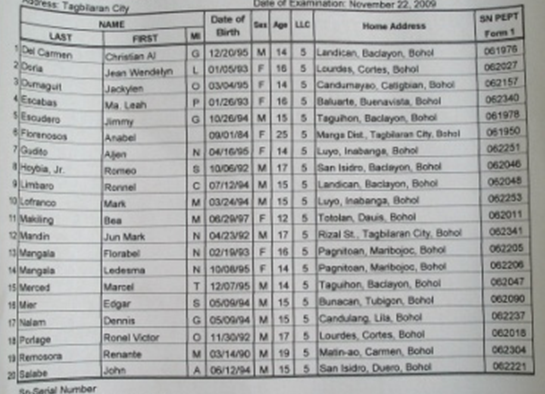 Address: Tagbilaran City Date of Examination: November 22, 2009
NAME Date of Birth Sex Age LLC Home Address SN PEPT Form 1
LAST FIRST MI
1 Del Carmen Christian Al G 12/20/95 M 14 5 Landican, Baclayon, Bohol 061976
2 Doria Jean Wendelyn L 01/05/93 F 16 5 Lourdes, Cortes, Bohol 062027
3 Dumaguit Jackylen O 03/04/95 F 14 5 Candumayao, Catigbian, Bohol 062157
4 Escabas Ma. Leah P 01/26/93 F 16 5 Baluarte, Buenavista, Bohol 062340
5 Escudero Jimmy G 10/26/94 M 15 5 Taguihon, Baclayon, Bohol 061978
6 Florenosos Anabel 09/01/84 F 25 5 Manga Dist., Tagbilaran City, Bohol 061950
7 Gudito Aljen N 04/16/95 F 14 5 Luyo, Inabanga, Bohol 062251
8 Hoybia, Jr. Romeo S 10/06/92 M 17 5 San Isidro, Baclayon, Bohol 062046
9 Limbaro Ronnel C 07/12/94 M 15 5 Landican, Baclayon, Bohol 062048
10 Lofranco Mark M 03/24/94 M 15 5 Luyo, Inabanga, Bohol 062253
11 Makiling Bea M 06/29/97 F 12 5 Totolan, Dauis, Bohol 062011
12 Mandin Jun Mark N 04/23/92 M 17 5 Rizal St., Tagbilaran City, Bohol 062341
13 Mangala Florabel N 02/19/93 F 16 5 Pagnitoan, Maribojoc, Bohol 062205
14 Mangala Ledesma N 10/08/95 F 14 5 Pagnitoan, Maribojoc, Bohol 062206
15 Merced Marcel T 12/07/95 M 14 5 Taguihon, Baclayon, Bohol 062047
16 Mier Edgar S 05/09/94 M 15 5 Bunacan, Tubigon, Bohol 062090
17 Nalam Dennis G 05/09/94 M 15 5 Candulang, Lila, Bohol 062237
18 Portage Ronel Victor O 11/30/92 M 17 5 Lourdes, Cortes, Bohol 062018
19 Remosora Renante M 03/14/90 M 19 5 Matin-ao, Carmen, Bohol 062304
20 Salabe John A 06/12/94 M 15 5 San Isidro, Duero, Bohol 062221
Sn-Serial Number